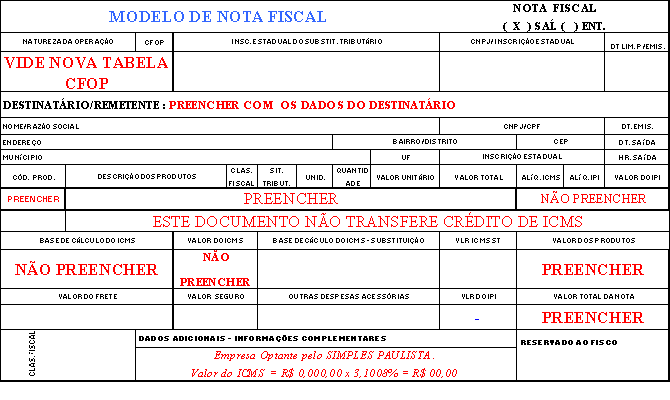 MODELO DE NOTA FISCAL
NOTA FISCAL
( X ) SAÍ. ( ) ENT.
NATUREZA DA OPERAÇÃO CFOP INSC. ESTADUAL DO SUBSTIT. TRIBUTÁRIO CNPJ/INSCRIÇÃO ESTADUAL DT LIM. P/EMIS.
VIDE NOVA TABELA
CFOP
DESTINATÁRIO/REMETENTE : PREENCHER COM OS DADOS DO DESTINATÁRIO
NOME/RAZÃO SOCIAL CNPJ/CPF DT. EMIS.
ENDEREÇO BAIRRO/DISTRITO CEP DT. SAÍDA
MUNÍCIPIO UF INSCRIÇÃO ESTADUAL HR. SAÍDA
CÓD. PROD. DESCRIÇÃO DOS PRODUTOS CLAS. FISCAL SIT. TRIBUT. UNID. QUANTID ADE VALOR UNITÁRIO VALOR TOTAL ALÍQ. ICMS ALÍQ. IPI VALOR DO IPI
PREENCHER PREENCHER NÃO PREENCHER
ESTE DOCUMENTO NÃO TRANSFERE CRÉDITO DE ICMS
BASE DE CÁLCULO DO ICMS VALOR DO ICMS BASE DE CÁCULO DO ICMS - SUBSTITUIÇÃO VLR ICMS ST VALOR DOS PRODUTOS
NÃO PREENCHER NÃO PREENCHER PREENCHER
VALOR DO FRETE VALOR SEGURO OUTRAS DESPESAS ACESSÓRIAS VLR DO IPI VALOR TOTAL DA NOTA
- PREENCHER
CLAS. FISCAL
DADOS ADICIONAIS - INFORMAÇÕES COMPLEMENTARES
RESERVADO AO FISCO
Empresa Optante pelo SIMPLES PAULISTA.
Valor do ICMS = R$ 0,000,00 x 3,1008% = R$ 00,00